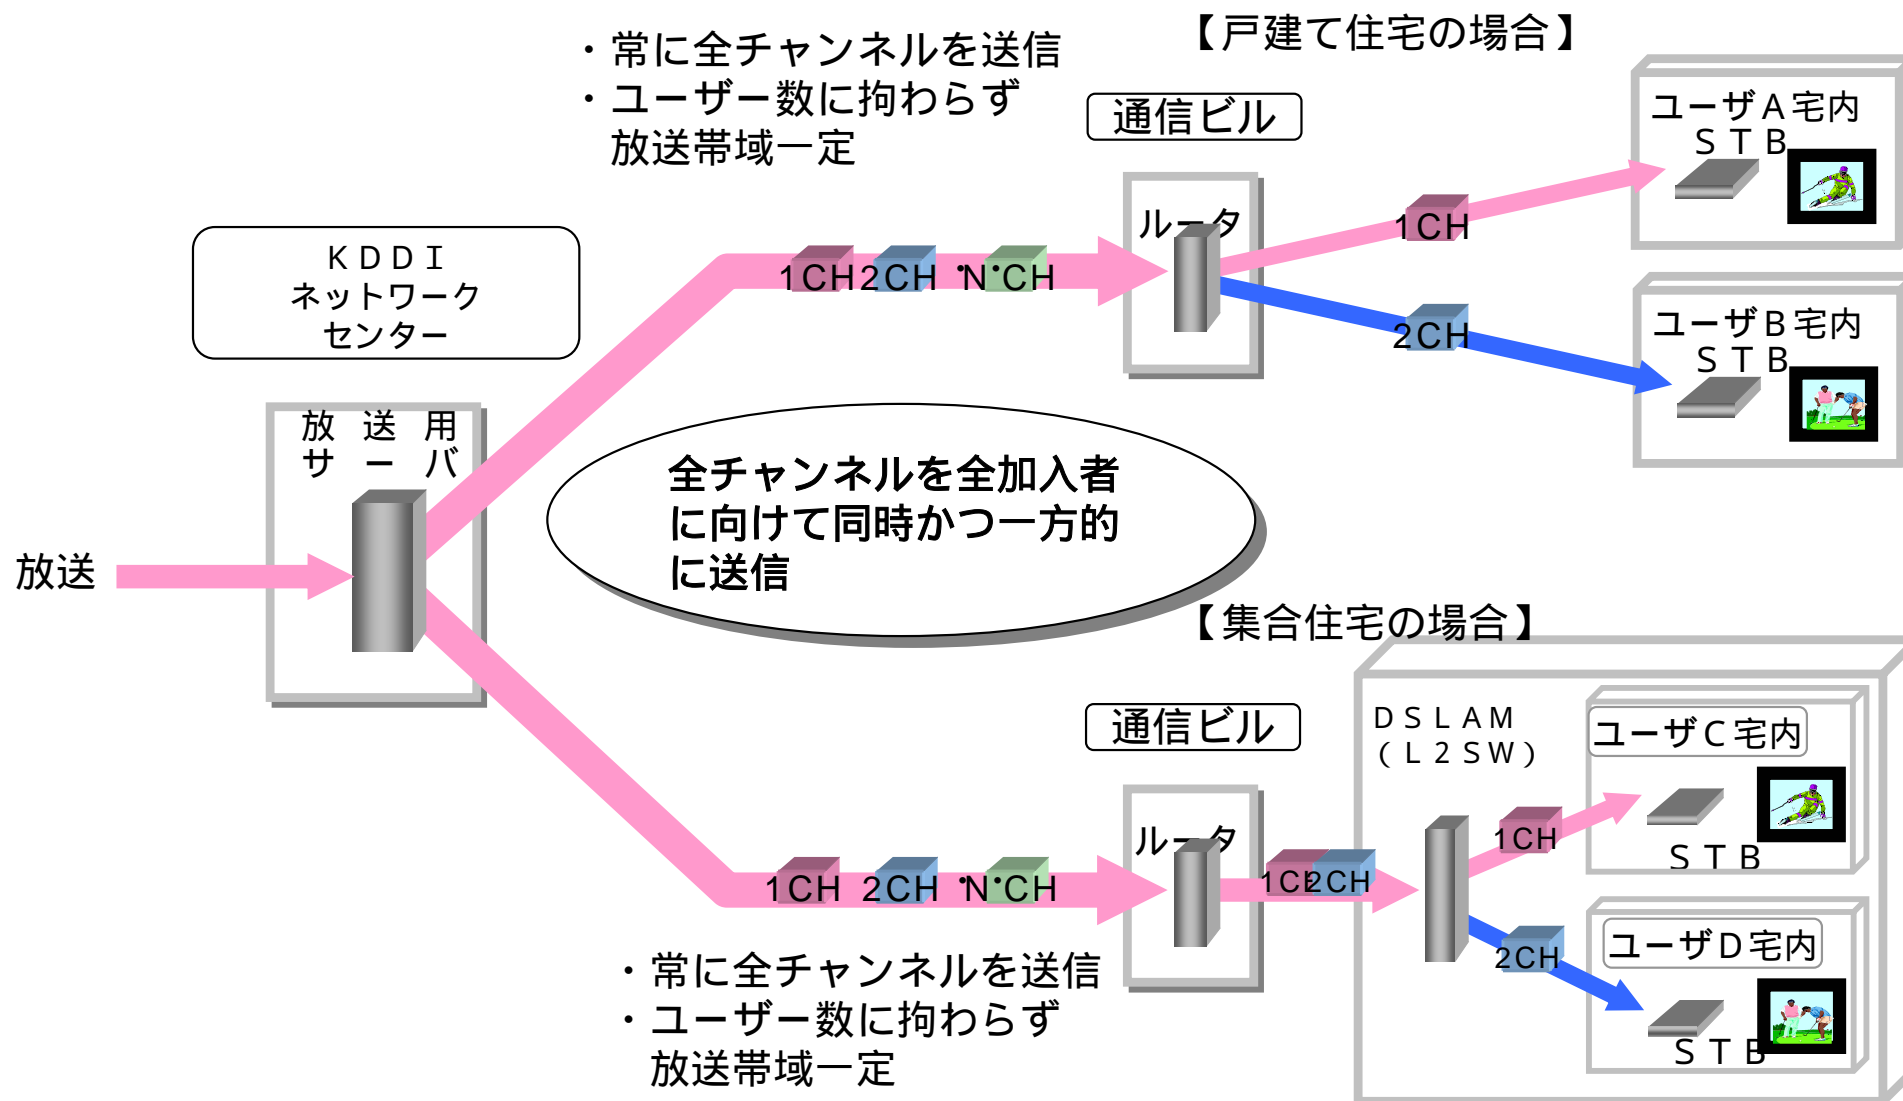 ・常に全チャンネルを送信
・ユーザー数に拘わらず
放送帯域一定
【戸建て住宅の場合】
通信ビル
ルータ
1CH
2CH
・N・CH
1CH
2CH
ユーザA宅内
STB
ユーザB宅内
STB
KDDI
ネットワーク
センター
放送用
サーバ
放送
全チャンネルを全加入者
に向けて同時かつ一方的
に送信
【集合住宅の場合】
通信ビル
ルータ
1CH
2CH
・N・CH
1CH
2CH
DSLAM
(L2SW)
1CH
2CH
ユーザC宅内
STB
ユーザD宅内
STB
・常に全チャンネルを送信
・ユーザー数に拘わらず
放送帯域一定